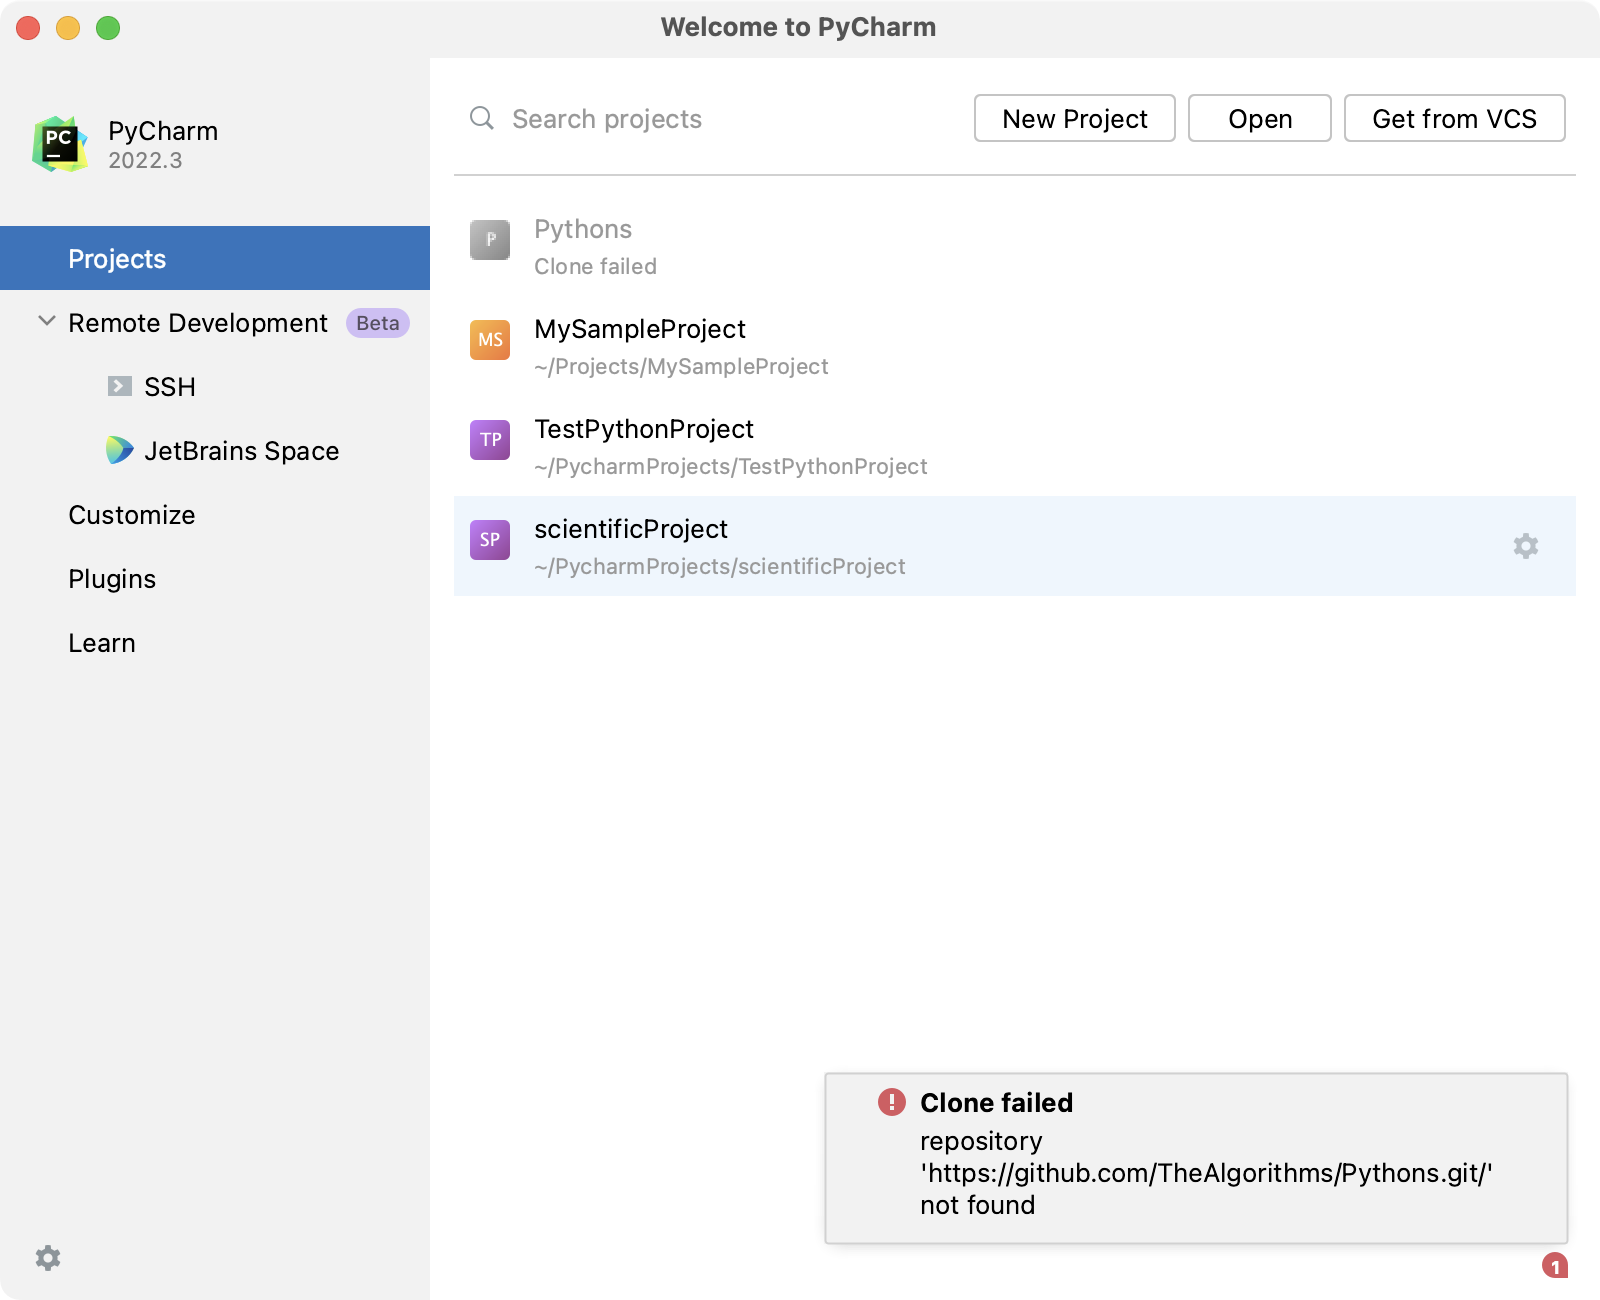 Welcome to PyCharm
PC
PyCharm
2022.3
Projects
Remote Development Beta
SSH
JetBrains Space
Customize
Plugins
Learn
Search projects
New Project
Open
Get from VCS
P
Pythons
Clone failed
MS
MySampleProject
~/Projects/MySampleProject
TP
TestPythonProject
~/PycharmProjects/TestPythonProject
SP
scientificProject
~/PycharmProjects/scientificProject
Clone failed
repository
'https://github.com/TheAlgorithms/Pythons.git/'
not found
1